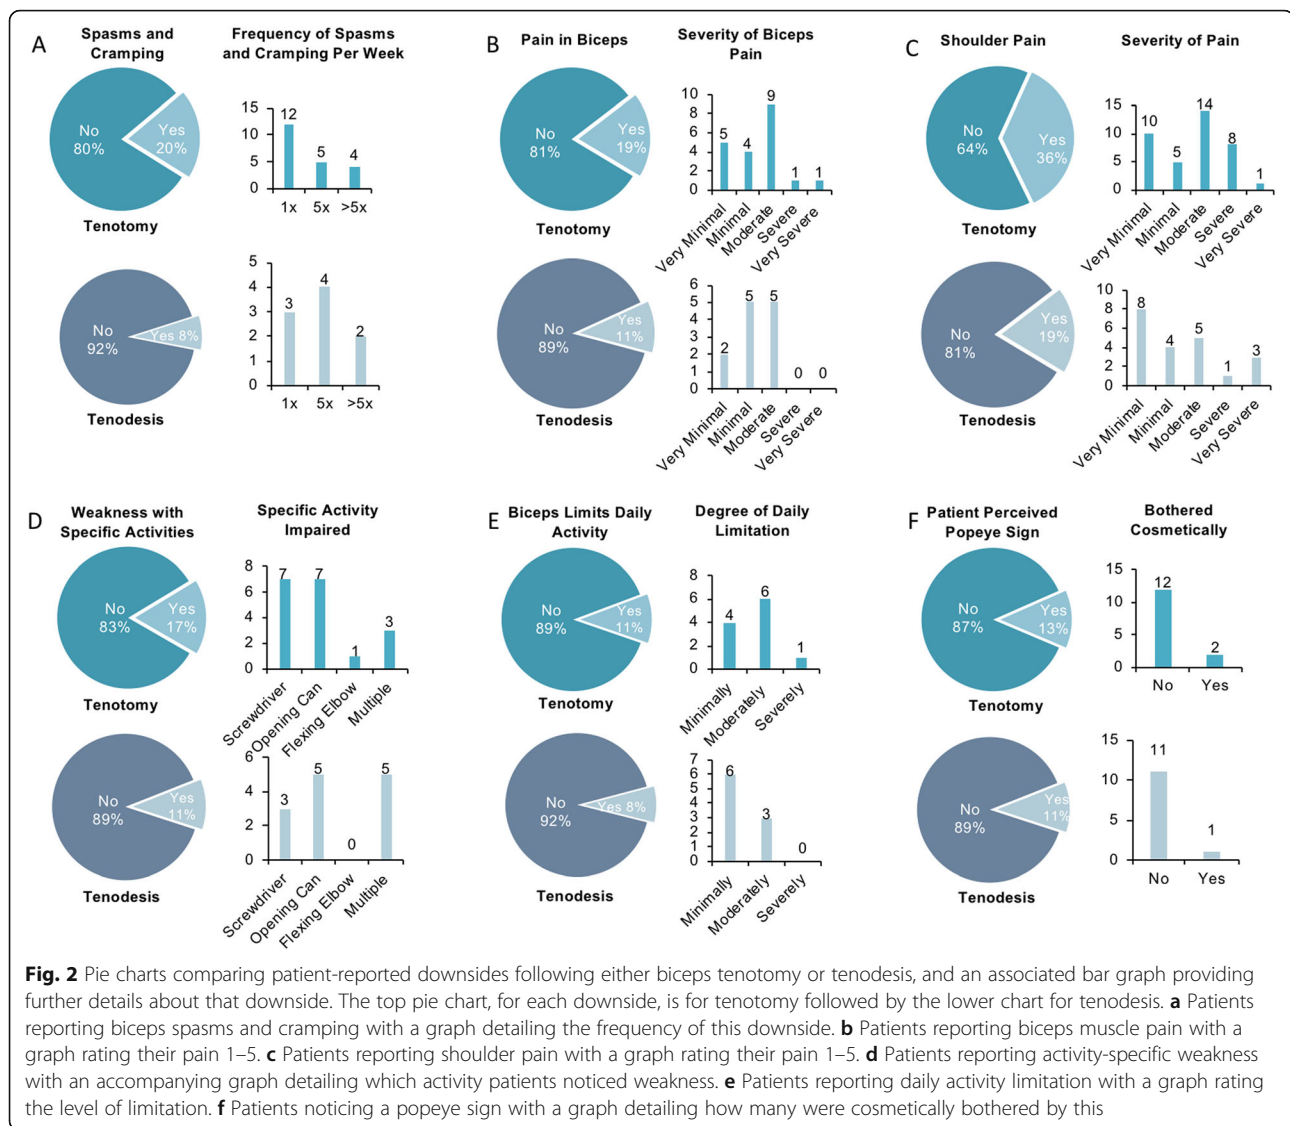 A
Spasms and
Cramping
Frequency of Spasms
and Cramping Per Week
No
80%
Yes
20%
Tenotomy
15
10
5
0
12
5
4
1x 5x >5x
No
92%
Yes 8%
Tenodesis
5
4
3
2
1
0
3
4
2
1x 5x >5x
B
Pain in Biceps
Severity of Biceps
Pain
No
81%
Yes
19%
Tenotomy
10
8
6
4
2
0
5
4
9
1
1
Very Minimal
Minimal
Moderate
Severe
Very Severe
No
89%
Yes
11%
Tenodesis
6
5
4
3
2
1
0
2
5
5
0
0
Very Minimal
Minimal
Moderate
Severe
Very Severe
C
Shoulder Pain
Severity of Pain
No
64%
Yes
36%
Tenotomy
15
10
5
0
10
5
14
8
1
Very Minimal
Minimal
Moderate
Severe
Very Severe
No
81%
Yes
19%
Tenodesis
10
8
6
4
2
0
8
4
5
1
3
Very Minimal
Minimal
Moderate
Severe
Very Severe
D
Weakness with
Specific Activities
Specific Activity
Impaired
No
83%
Yes
17%
Tenotomy
8
6
4
2
0
7
7
1
3
Screwdriver
Opening Can
Flexing Elbow
Multiple
No
89%
Yes
11%
Tenodesis
6
4
2
0
3
5
0
5
Screwdriver
Opening Can
Flexing Elbow
Multiple
E
Biceps Limits Daily
Activity
Degree of Daily
Limitation
No
89%
Yes
11%
Tenotomy
8
6
4
2
0
4
6
1
Minimally
Moderately
Severely
No
92%
Yes 8%
Tenodesis
7
6
5
4
3
2
1
0
6
3
0
Minimally
Moderately
Severely
F
Patient Perceived
Popeye Sign
Bothered
Cosmetically
No
87%
Yes
13%
Tenotomy
15
10
5
0
12
2
No Yes
No
89%
Yes
11%
Tenodesis
15
10
5
0
11
1
No Yes
Fig. 2 Pie charts comparing patient-reported downsides following either biceps tenotomy or tenodesis, and an associated bar graph providing
further details about that downside. The top pie chart, for each downside, is for tenotomy followed by the lower chart for tenodesis. a Patients
reporting biceps spasms and cramping with a graph detailing the frequency of this downside. b Patients reporting biceps muscle pain with a
graph rating their pain 1–5. c Patients reporting shoulder pain with a graph rating their pain 1–5. d Patients reporting activity-specific weakness
with an accompanying graph detailing which activity patients noticed weakness. e Patients reporting daily activity limitation with a graph rating
the level of limitation. f Patients noticing a popeye sign with a graph detailing how many were cosmetically bothered by this